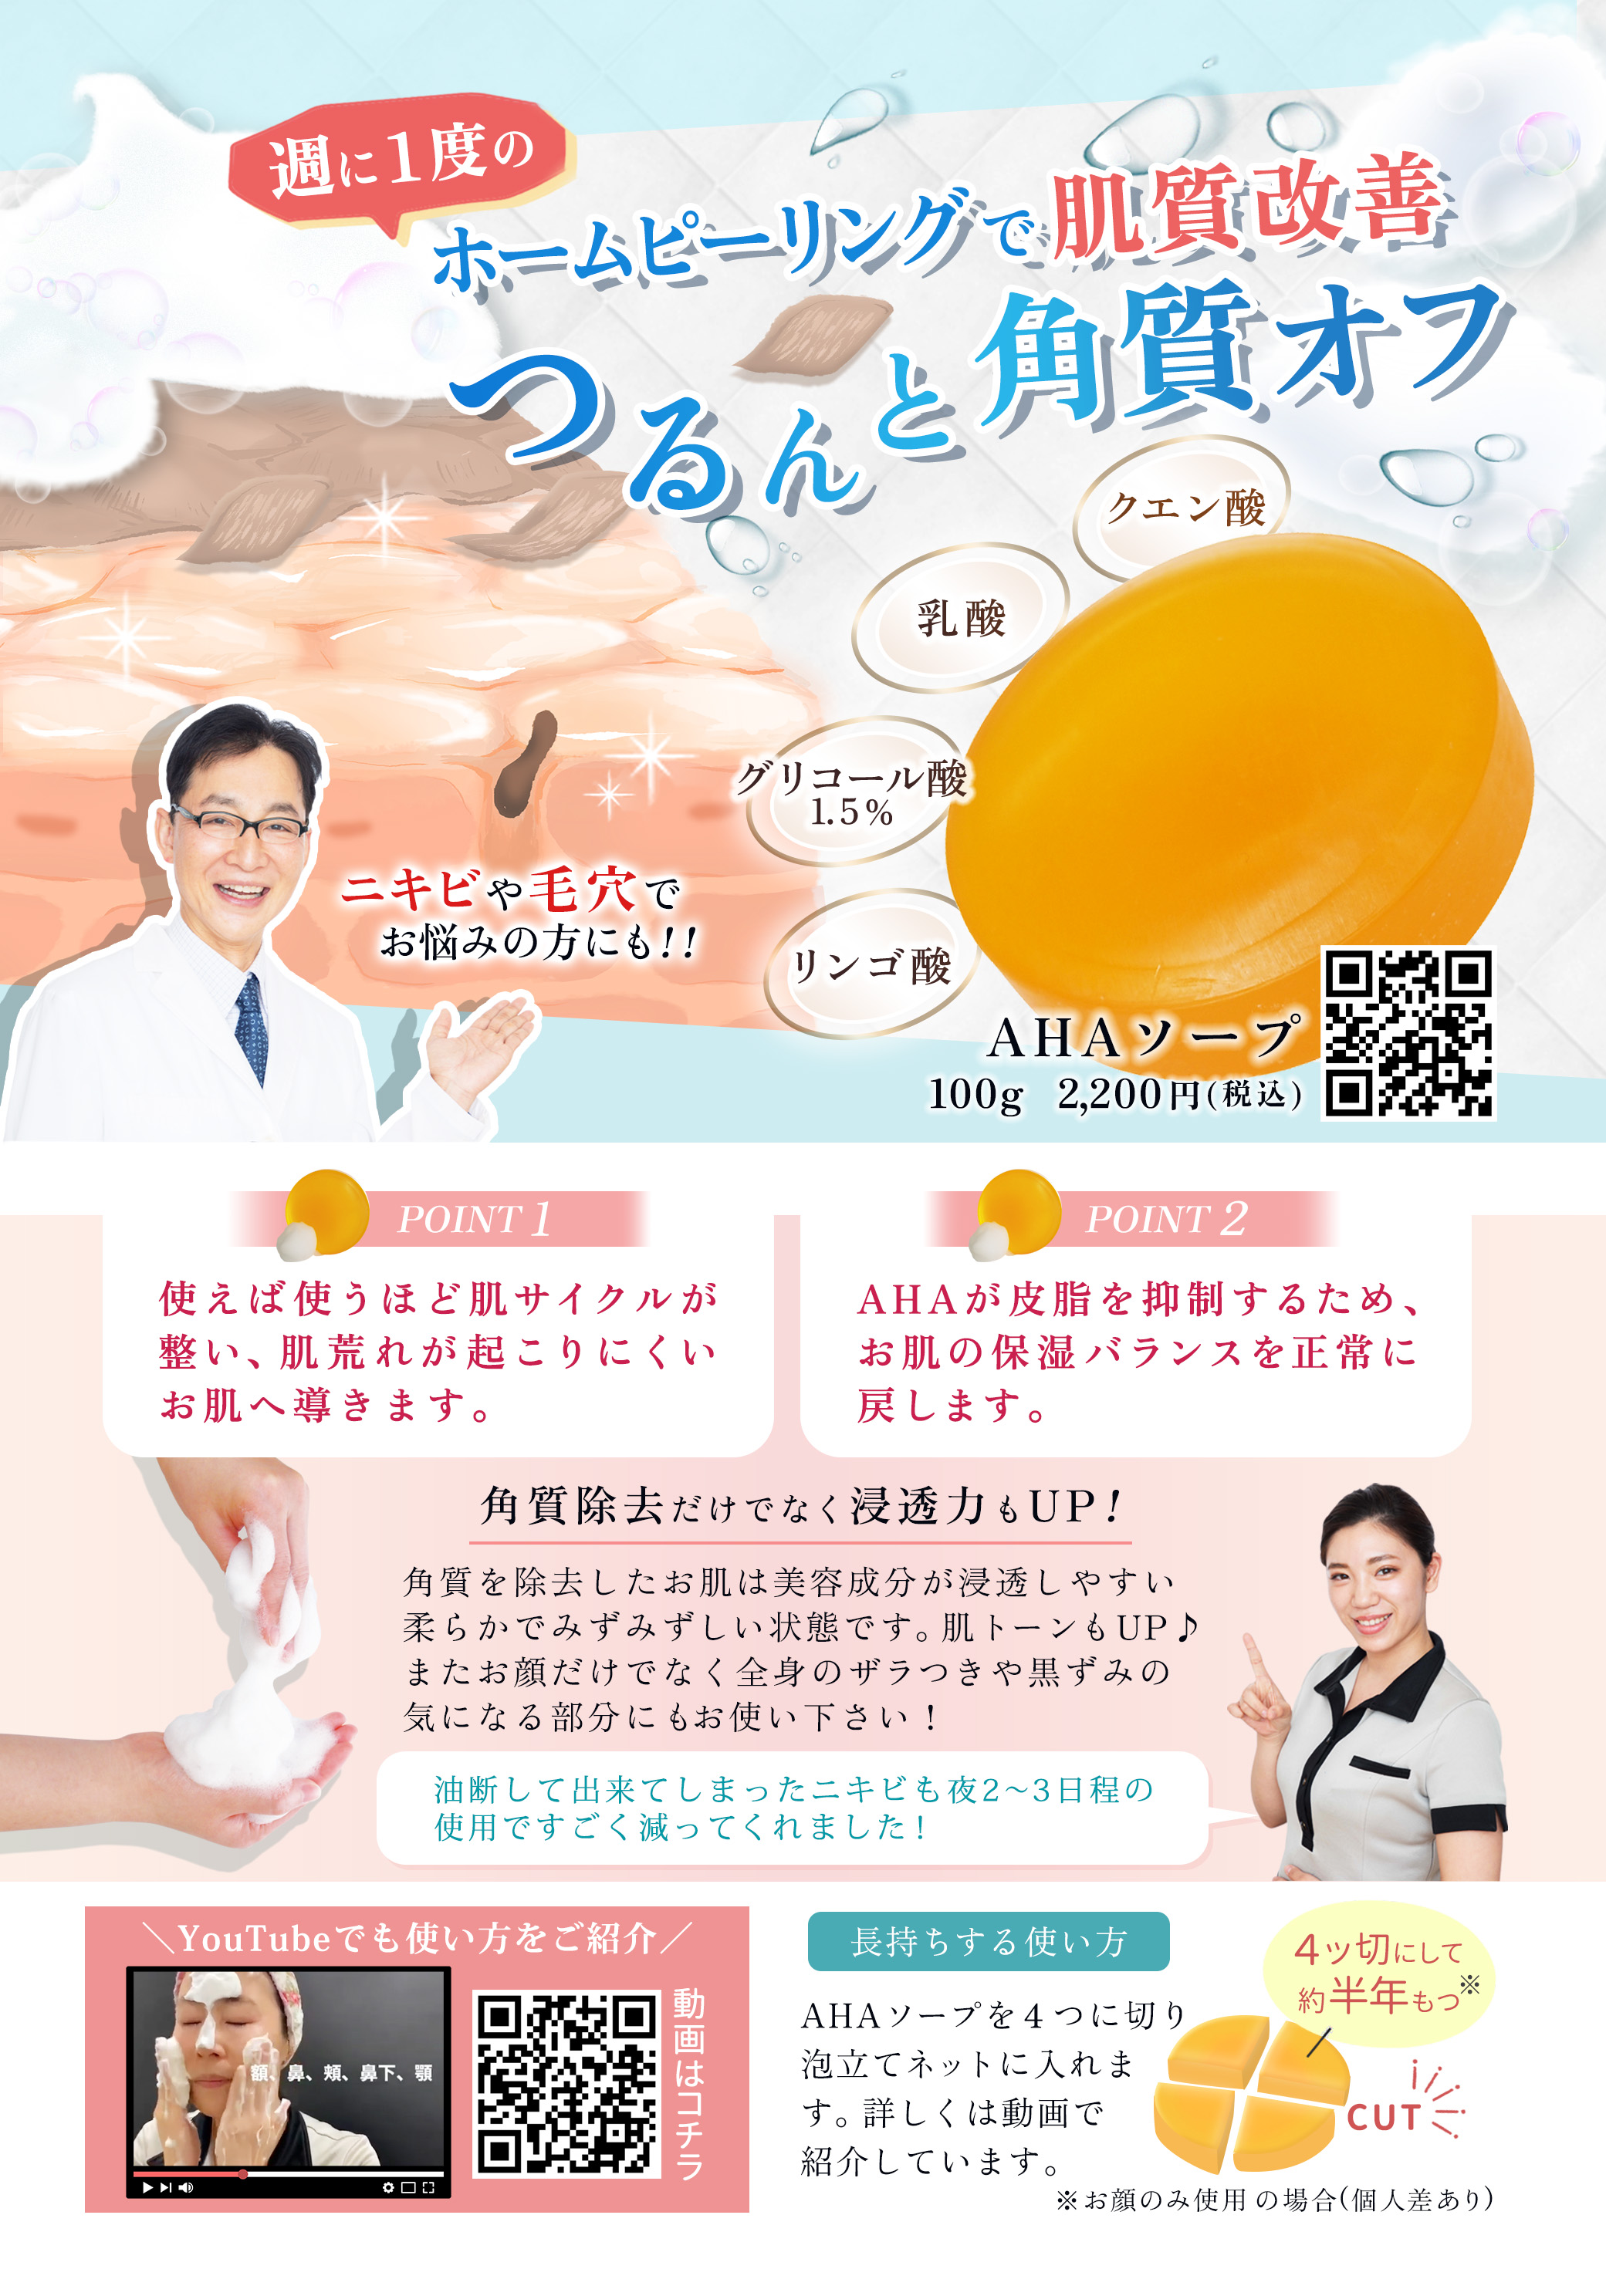 週に1度の
ホームピーリングで肌質改善
つるんと角質オフ
クエン酸
乳酸
グリコール酸
1.5%
リンゴ酸
ニキビや毛穴で
お悩みの方にも!!
AHAソープ
100g 2,200円(税込)
POINT 1
使えば使うほど肌サイクルが
整い、肌荒れが起こりにくい
お肌へ導きます。
POINT 2
AHAが皮脂を抑制するため、
お肌の保湿バランスを正常に
戻します。
角質除去だけでなく浸透力もUP!
角質を除去したお肌は美容成分が浸透しやすい
柔らかでみずみずしい状態です。肌トーンもUP♪
またお顔だけでなく全身のザラつきや黒ずみの
気になる部分にもお使い下さい！
油断して出来てしまったニキビも夜2〜3日程の
使用ですごく減ってくれました！
＼YouTubeでも使い方をご紹介／
額、鼻、頬、鼻下、顎
動画はコチラ
長持ちする使い方
AHAソープを4つに切り
泡立てネットに入れま
す。詳しくは動画で
紹介しています。
4ッ切にして
約半年もつ※
CUT
※お顔のみ使用の場合(個人差あり)